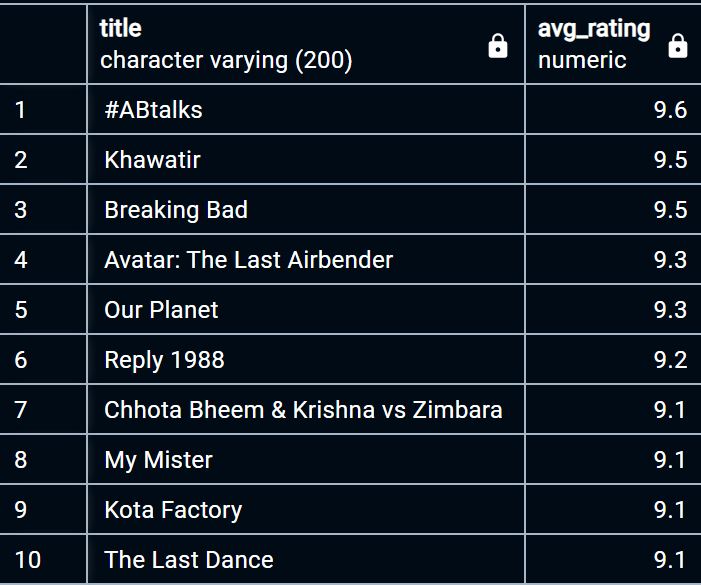 title avg_rating
character varying (200) numeric
1 #ABtalks 9.6
2 Khawatir 9.5
3 Breaking Bad 9.5
4 Avatar: The Last Airbender 9.3
5 Our Planet 9.3
6 Reply 1988 9.2
7 Chhota Bheem & Krishna vs Zimbara 9.1
8 My Mister 9.1
9 Kota Factory 9.1
10 The Last Dance 9.1